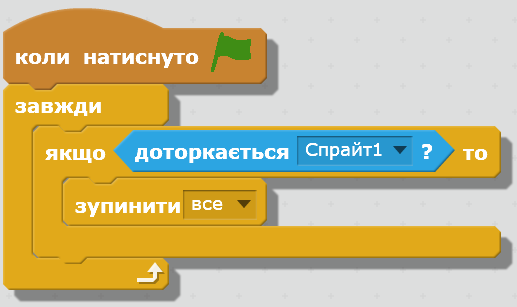 коли натиснуто
завжди
якщо доторкається Спрайт1 ? то
зупинити все